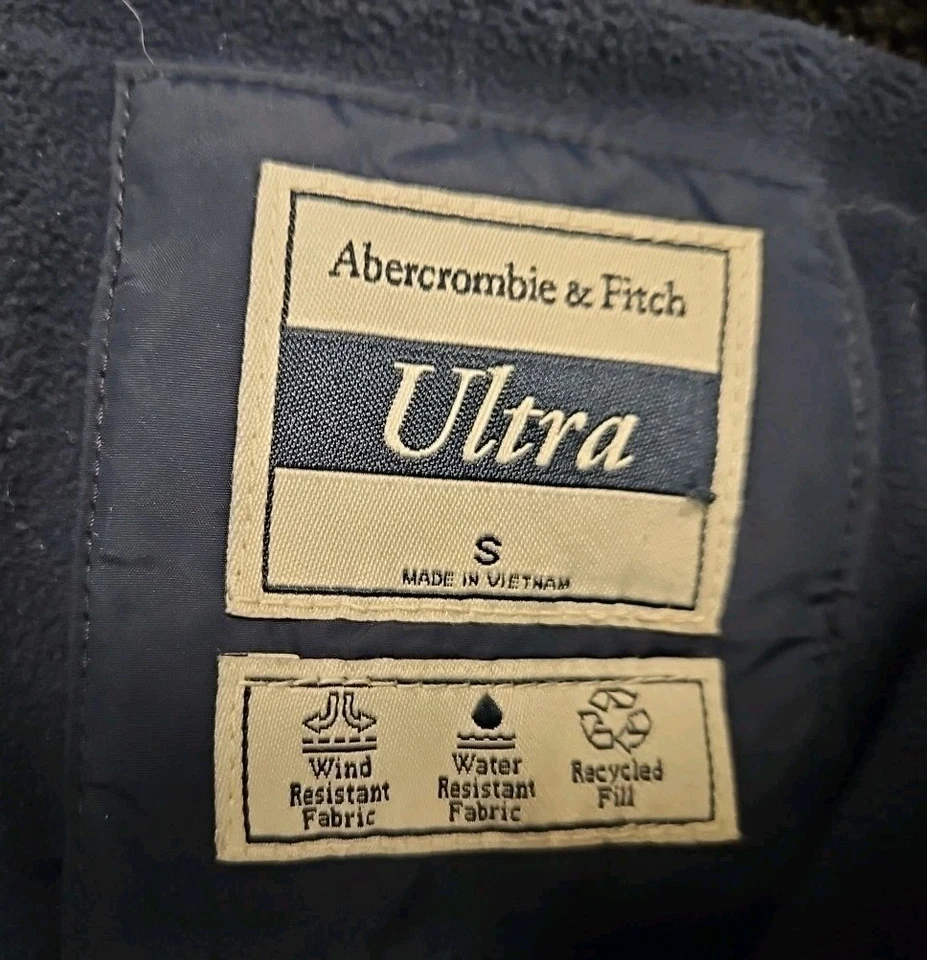 Abercrombie & Fitch
Ultra
S
MADE IN VIETNAM
Wind
Resistant
Fabric
Water
Resistant
Fabric
Recycled
Fill